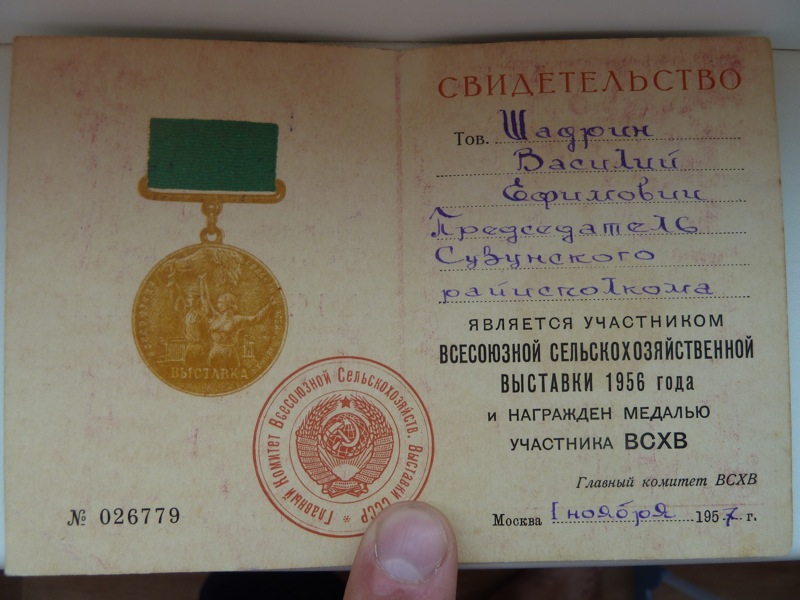 ВЫСТАВКА
Главный Комитет Всесоюзной Сельскохозяйств. Выставки СССР
№ 026779
СВИДЕТЕЛЬСТВО
Тов. Шадрин
Василий
Ефимович
Председатель
Сузунского
райисполкома
ЯВЛЯЕТСЯ УЧАСТНИКОМ
ВСЕСОЮЗНОЙ СЕЛЬСКОХОЗЯЙСТВЕННОЙ
ВЫСТАВКИ 1956 года
И НАГРАЖДЕН МЕДАЛЬЮ
УЧАСТНИКА ВСХВ
Главный комитет ВСХВ
Москва 1 ноября 1957 г.